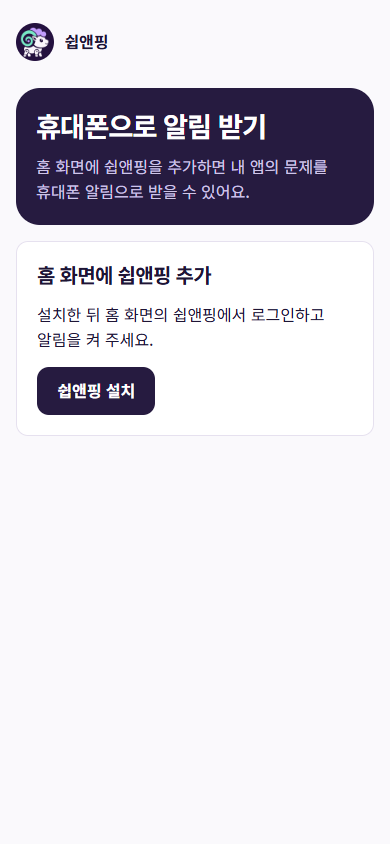 쉽앤핑
휴대폰으로 알림 받기
홈 화면에 쉽앤핑을 추가하면 내 앱의 문제를
휴대폰 알림으로 받을 수 있어요.
홈 화면에 쉽앤핑 추가
설치한 뒤 홈 화면의 쉽앤핑에서 로그인하고
알림을 켜 주세요.
쉽앤핑 설치